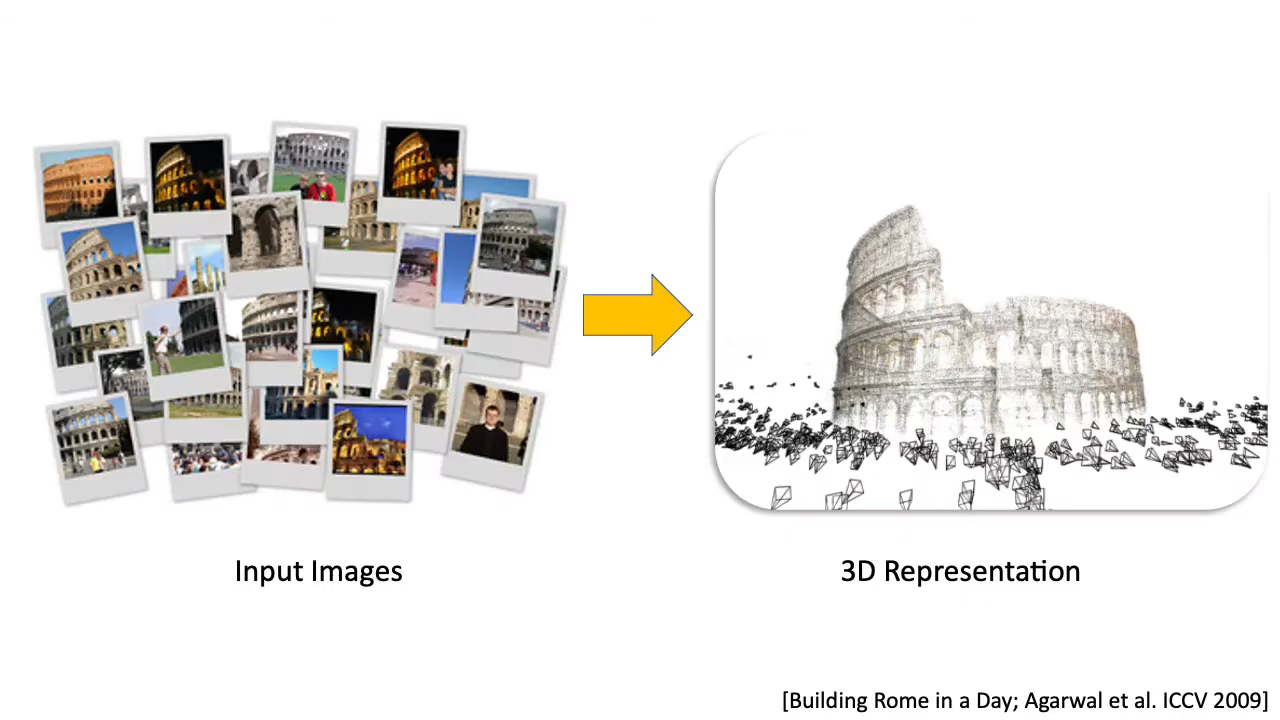 Input Images
3D Representation
[Building Rome in a Day; Agarwal et al. ICCV 2009]